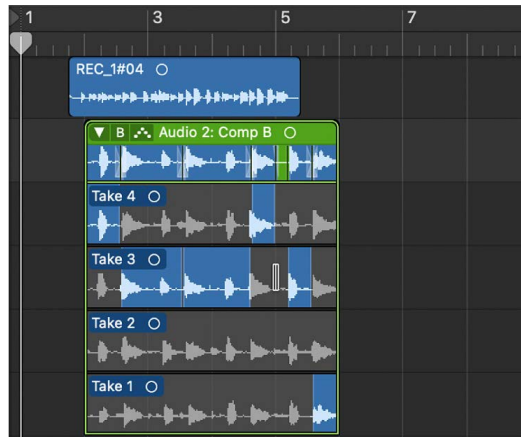 1 3 5 7
REC_1#04
B Audio 2: Comp B
Take 4
Take 3
Take 2
Take 1